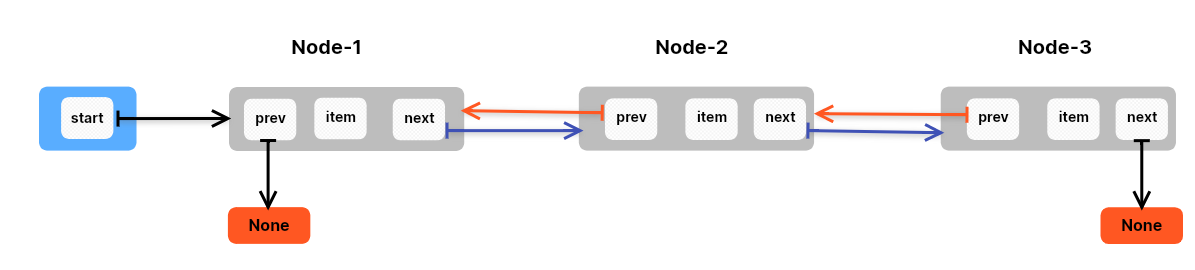 Node-1 Node-2 Node-3
start prev item next prev item next prev item next
None None